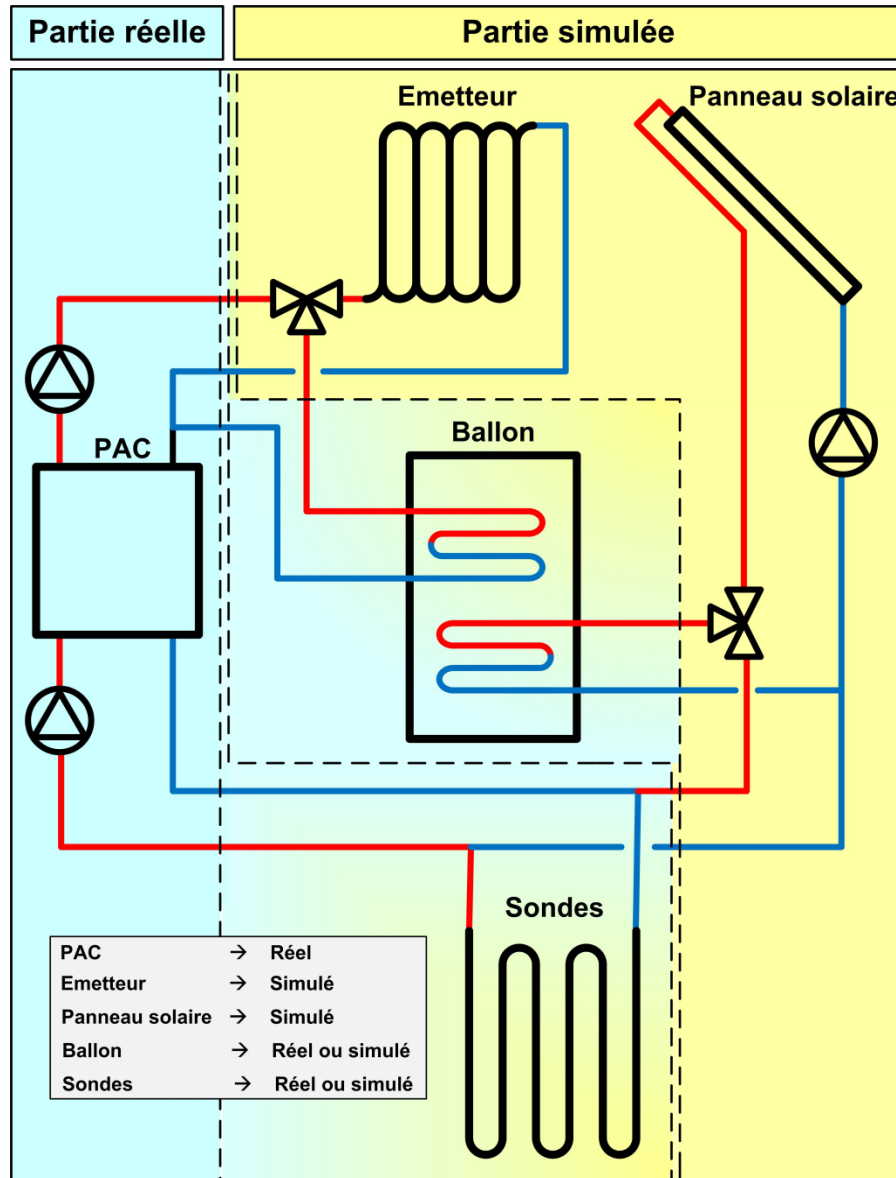 Partie réelle
Partie simulée
Emetteur
Panneau solaire
PAC
Ballon
Sondes
PAC → Réel
Emetteur → Simulé
Panneau solaire → Simulé
Ballon → Réel ou simulé
Sondes → Réel ou simulé